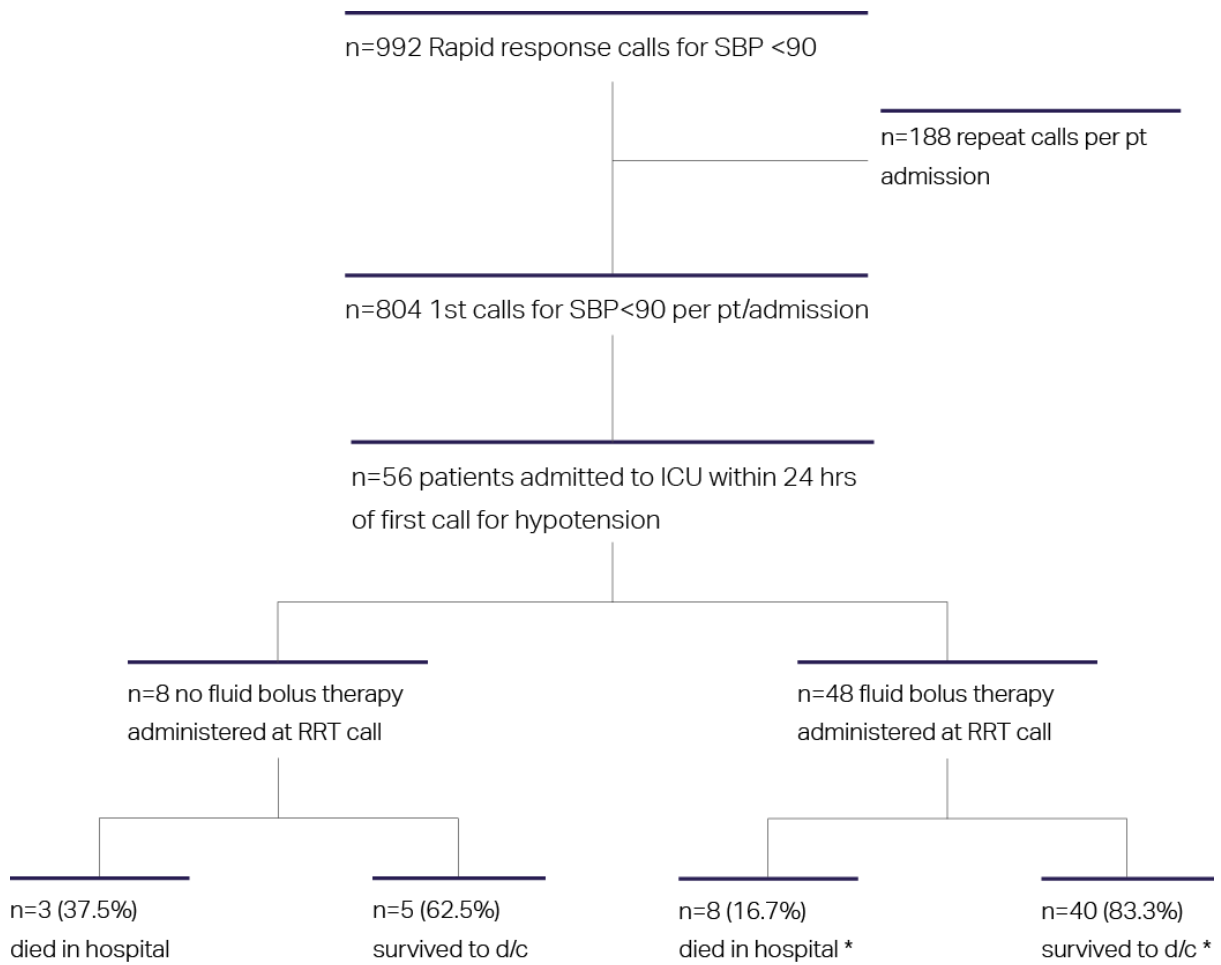 n=992 Rapid response calls for SBP <90
n=188 repeat calls per pt
admission
n=804 1st calls for SBP<90 per pt/admission
n=56 patients admitted to ICU within 24 hrs
of first call for hypotension
n=8 no fluid bolus therapy
administered at RRT call
n=48 fluid bolus therapy
administered at RRT call
n=3 (37.5%)
died in hospital
n=5 (62.5%)
survived to d/c
n=8 (16.7%)
died in hospital *
n=40 (83.3%)
survived to d/c *